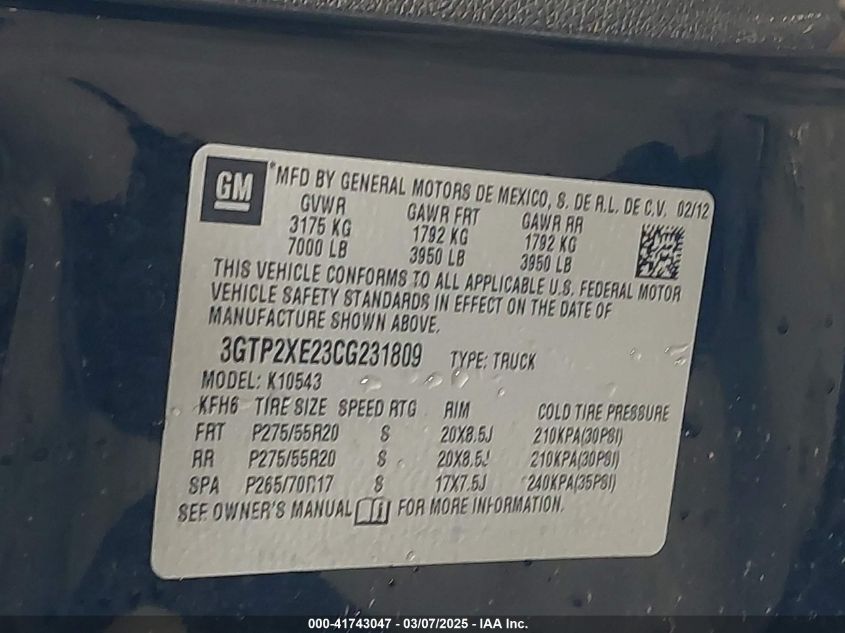 GM
*MFD BY GENERAL MOTORS DE MEXICO, S. DE R.L. DE C.V. 02/12
GVWR GAWR FRT GAWR RR
3175 KG 1792 KG 1792 KG
7000 LB 3950 LB 3950 LB
THIS VEHICLE CONFORMS TO ALL APPLICABLE U.S. FEDERAL MOTOR
VEHICLE SAFETY STANDARDS IN EFFECT ON THE DATE OF
MANUFACTURE SHOWN ABOVE.
3GTP2XE23CG231809 TYPE: TRUCK
MODEL: K10543
KFH6 TIRE SIZE SPEED RTG RIM COLD TIRE PRESSURE
FRT P275/55R20 S 20X8.5J 210KPA(30PSI)
RR P275/55R20 S 20X8.5J 210KPA(30PSI)
SPA P265/70R17 S 17X7.5J 240KPA(35PSI)
SEE OWNER'S MANUAL FOR MORE INFORMATION.
000-41743047 - 03/07/2025 - IAA Inc.